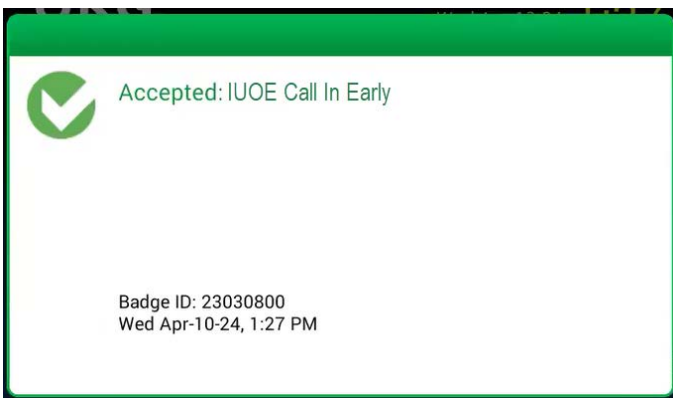 Accepted: IUOE Call In Early
Badge ID: 23030800
Wed Apr-10-24, 1:27 PM